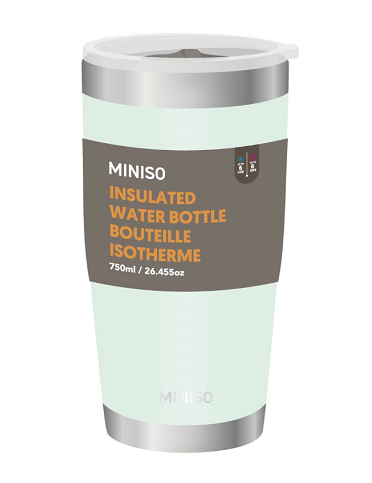 MINISO
INSULATED
WATER BOTTLE
BOUTEILLE
ISOTHERME
750ml / 26.455oz
MINISO